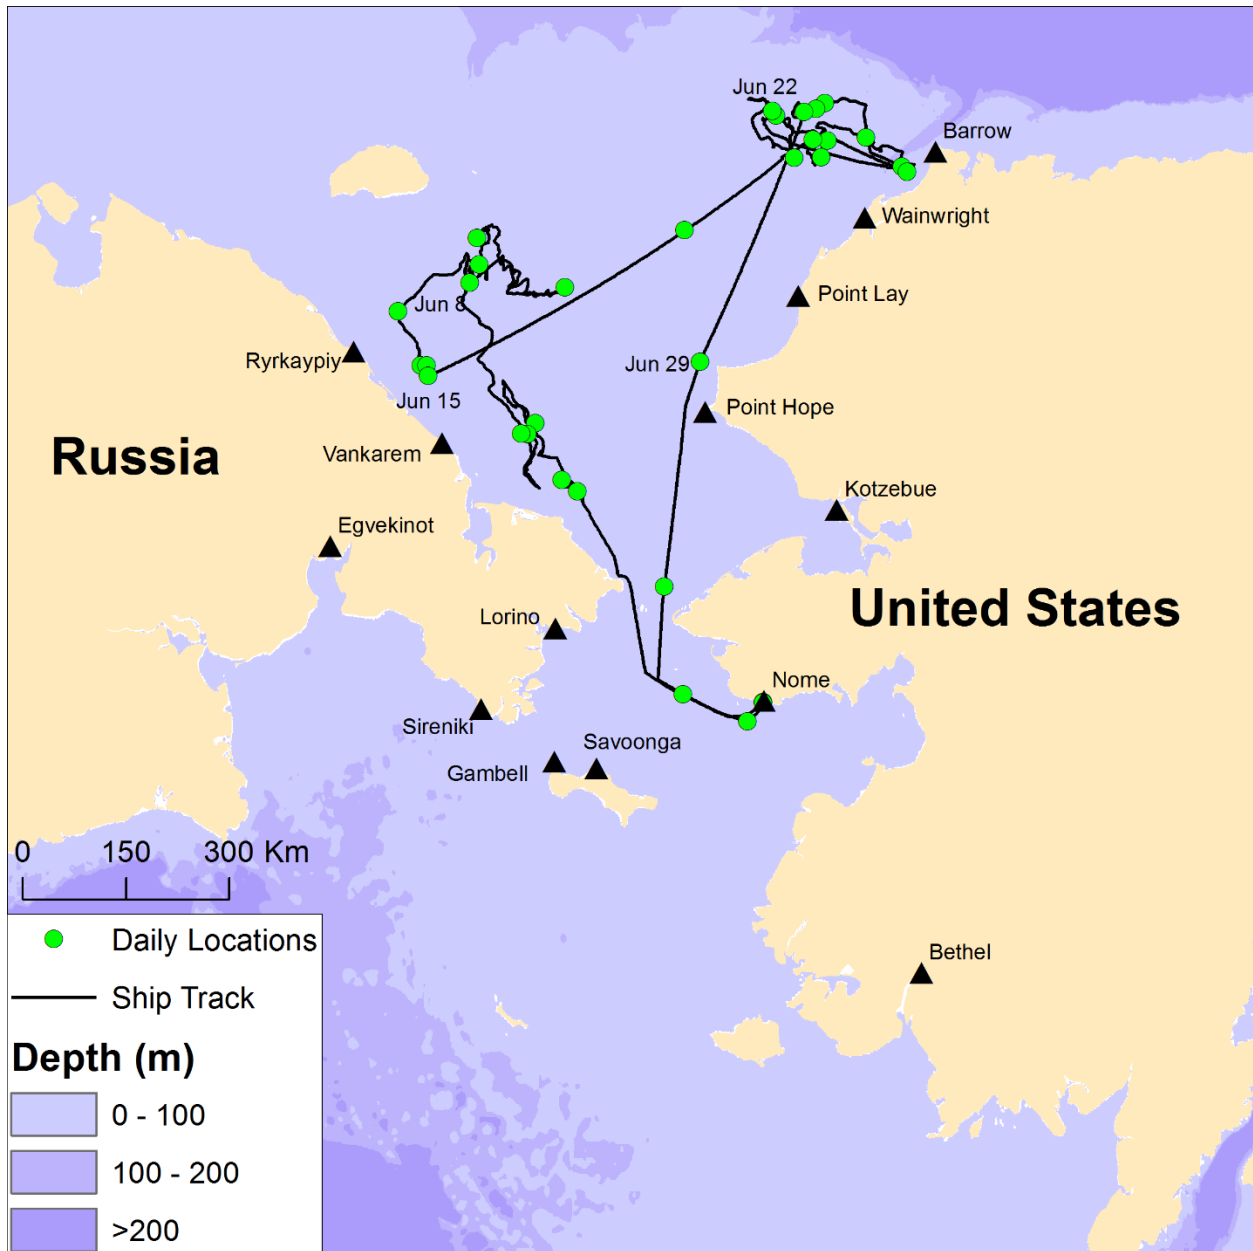 Jun 22
Barrow
Wainwright
Point Lay
Jun 8
Ryrkaypiy
Jun 29
Jun 15
Point Hope
Russia
Vankarem
Kotzebue
Egvekinot
United States
Lorino
Nome
Sireniki
Savoonga
Gambell
0 150 300 Km
Daily Locations
Bethel
Ship Track
Depth (m)
0 - 100
100 - 200
>200